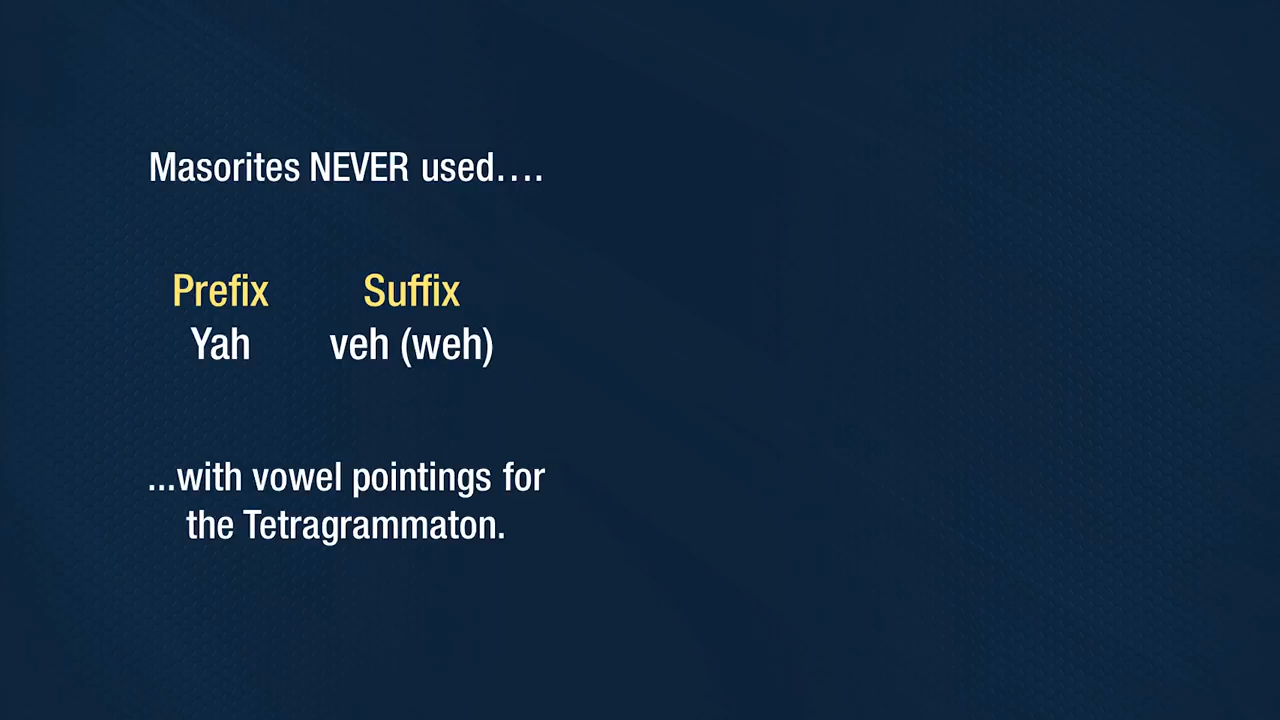 Masorites NEVER used….
Prefix Suffix
Yah veh (weh)
...with vowel pointings for
the Tetragrammaton.